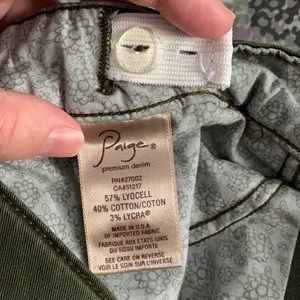 Paige
premium denim
RN#27002
CA#51217
57% LYOCELL
40% COTTON/COTON
3% LYCRA®
MADE IN U.S.A.
OF IMPORTED FABRIC
FABRIQUE AUX ETATS-UNIS
DU TISSU IMPORTE
SEE CARE ON REVERSE
VOIR LE SOIN SUR L'INVERSE